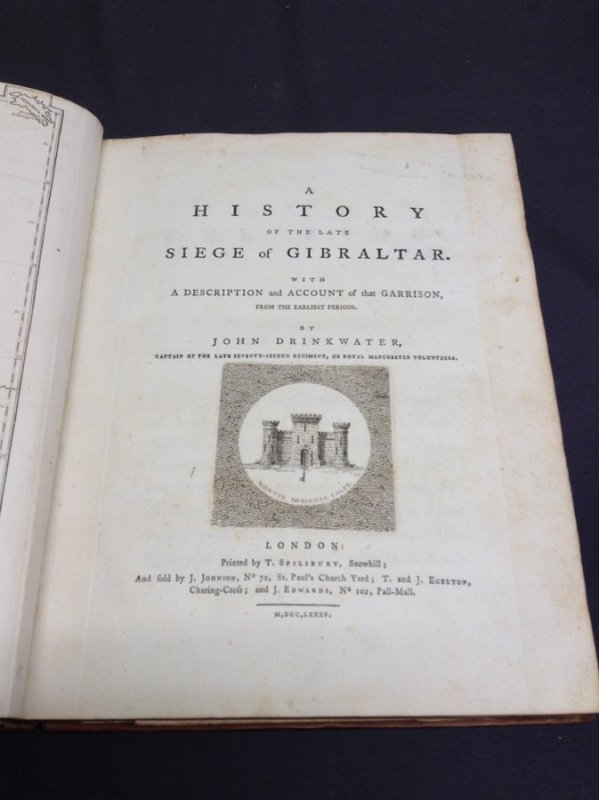 A
HISTORY
OF THE LATE
SIEGE of GIBRALTAR.
WITH
A DESCRIPTION and ACCOUNT of that GARRISON,
FROM THE EARLIEST PERIODS.
BY
JOHN DRINKWATER,
CAPTAIN OF THE LATE SEVENTY-SECOND REGIMENT, OR ROYAL MANCHESTER VOLUNTEERS.
INSIGNIA CALPE
LONDON:
Printed by T. SPILSBURY, Snowhill;
And sold by J. JOHNSON, Nº 72, St. Paul's Church Yard; T. and J. EGERTON,
Charing-Cross; and J. EDWARDS, Nº 102, Pall-Mall.
M,DCC,LXXXV.